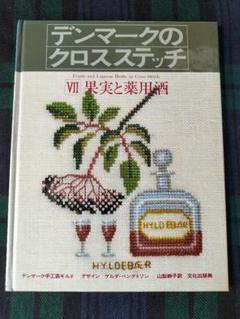 デンマークの
クロスステッチ
Fruits and Liqueur Herbs in Cross Stitch
VII 果実と薬用酒
HYLDEBÆR
HYLDEBÆR
デンマーク手工芸ギルド デザイン ゲルダ・ベングトソン 山梨幹子訳 文化出版局